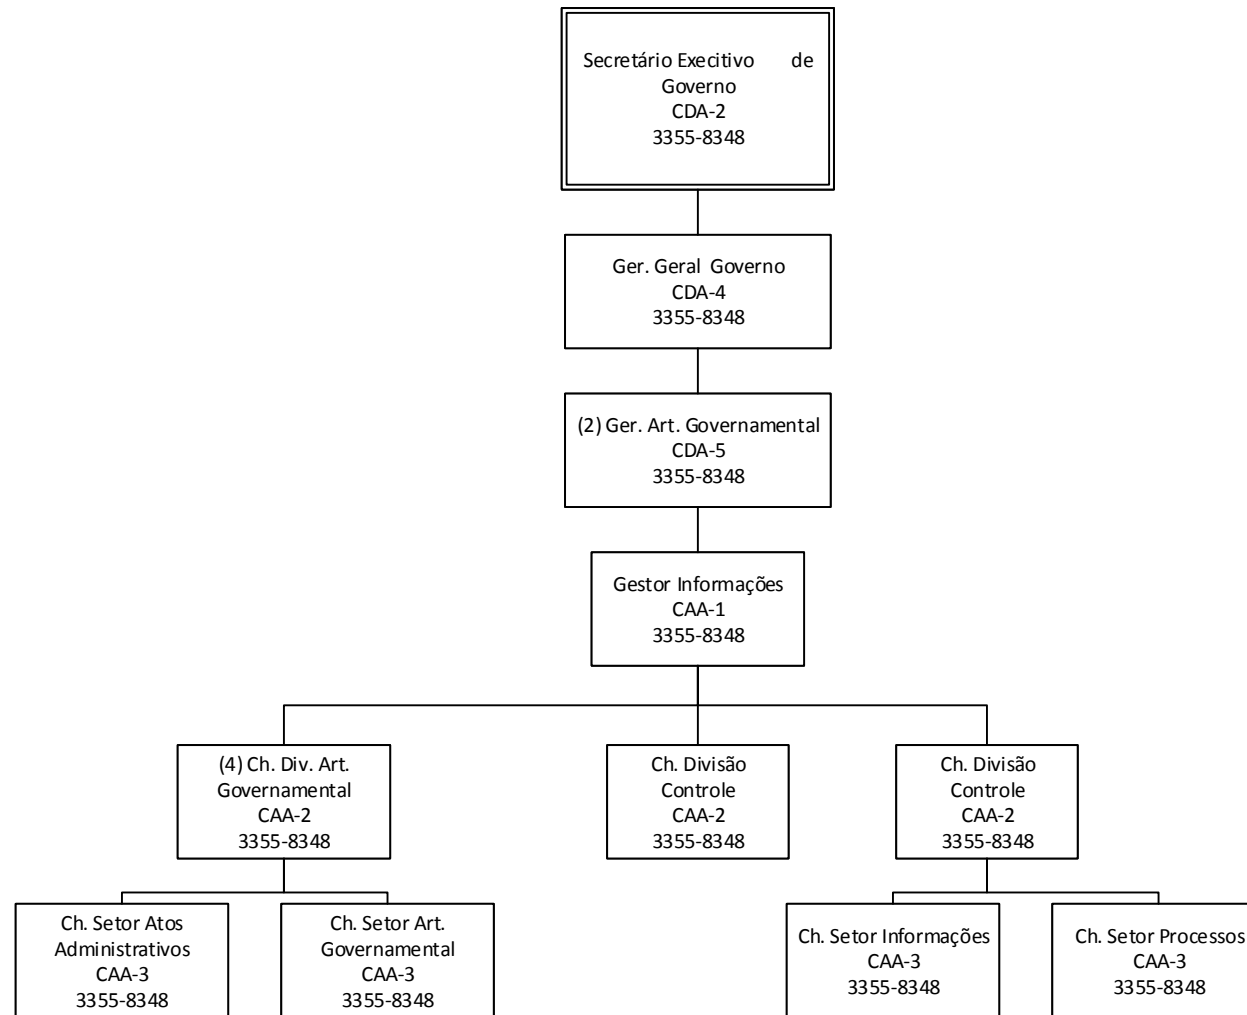 Secretário Execitivo de
Governo
CDA-2
3355-8348
Ger. Geral Governo
CDA-4
3355-8348
(2) Ger. Art. Governamental
CDA-5
3355-8348
Gestor Informações
CAA-1
3355-8348
(4) Ch. Div. Art.
Governamental
CAA-2
3355-8348
Ch. Divisão
Controle
CAA-2
3355-8348
Ch. Divisão
Controle
CAA-2
3355-8348
Ch. Setor Atos
Administrativos
CAA-3
3355-8348
Ch. Setor Art.
Governamental
CAA-3
3355-8348
Ch. Setor Informações
CAA-3
3355-8348
Ch. Setor Processos
CAA-3
3355-8348